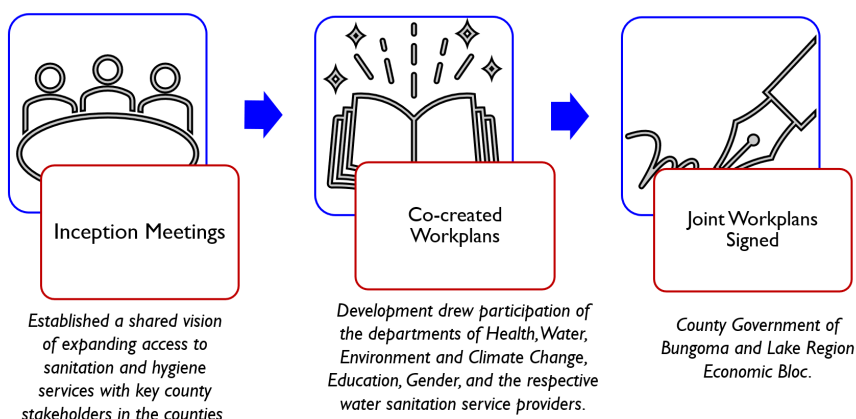 Inception Meetings
Established a shared vision
of expanding access to
sanitation and hygiene
services with key county
stakeholders in the counties
Co-created
Workplans
Development drew participation of
the departments of Health, Water,
Environment and Climate Change,
Education, Gender, and the respective
water sanitation service providers.
Joint Workplans
Signed
County Government of
Bungoma and Lake Region
Economic Bloc.